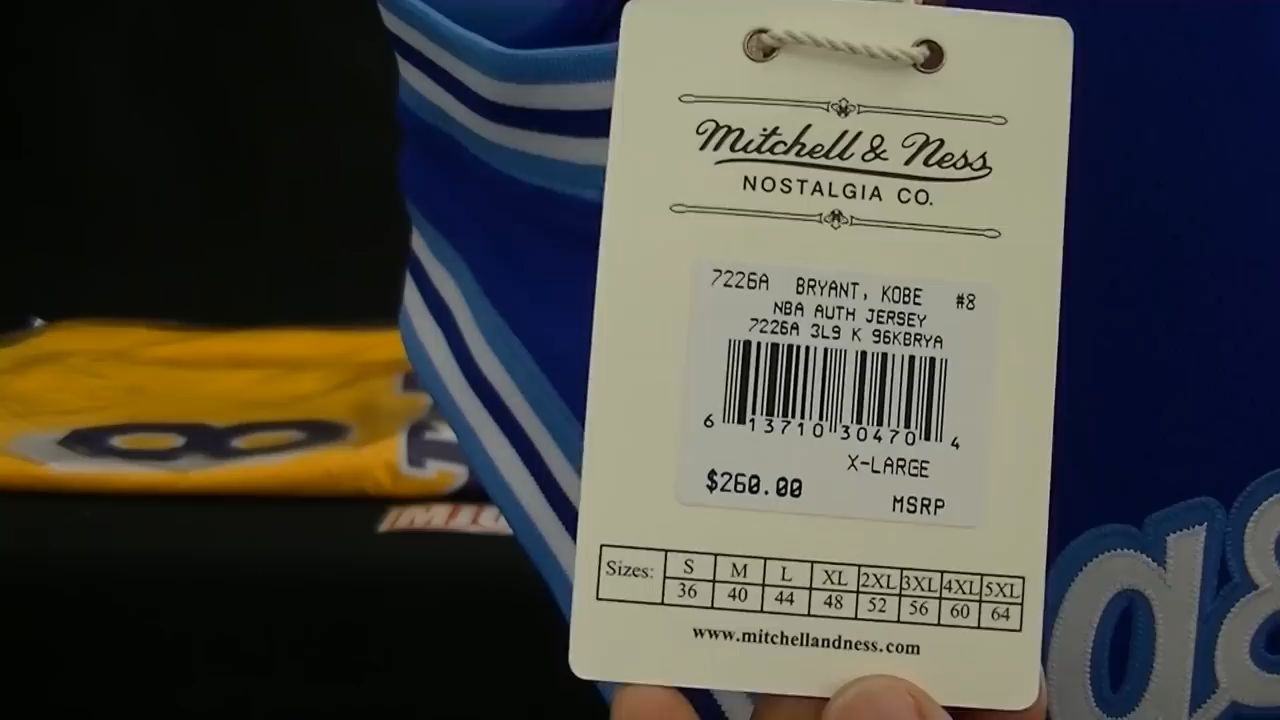 Mitchell & Ness
NOSTALGIA CO.
7226A BRYANT, KOBE #8
NBA AUTH JERSEY
7226A 3L9 K 96KBRYA
6 13710 30470 4
X-LARGE
$260.00 MSRP
Sizes: S M L XL 2XL 3XL 4XL 5XL
36 40 44 48 52 56 60 64
www.mitchellandness.com
8